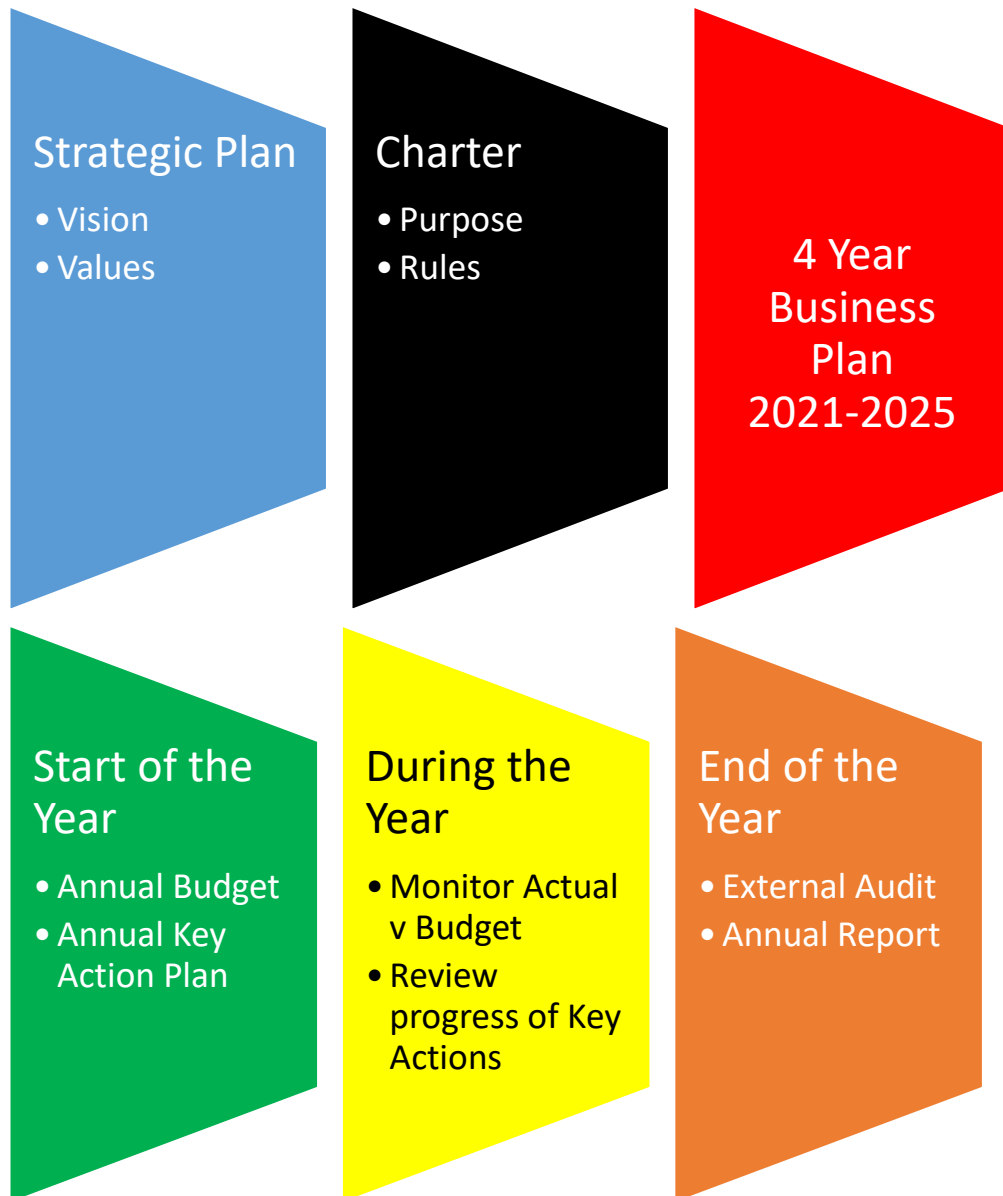 Strategic Plan
• Vision
• Values
Charter
• Purpose
• Rules
4 Year
Business
Plan
2021-2025
Start of the
Year
• Annual Budget
• Annual Key
Action Plan
During the
Year
• Monitor Actual
v Budget
• Review
progress of Key
Actions
End of the
Year
• External Audit
• Annual Report